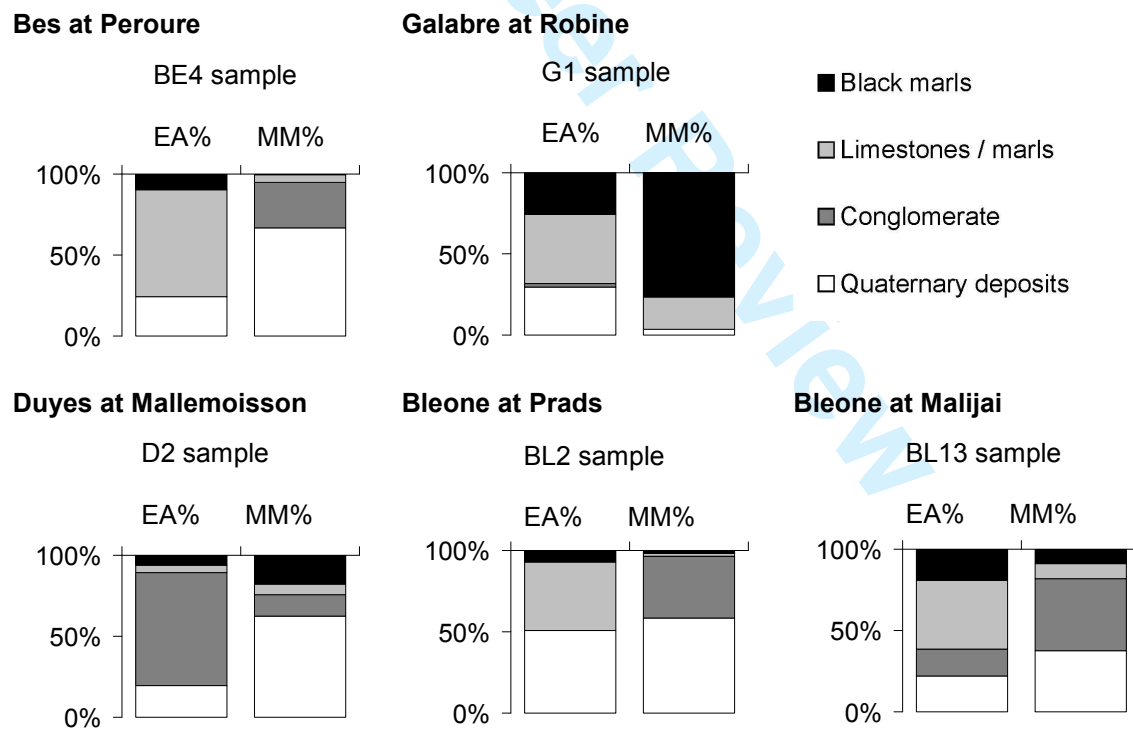 Bes at Peroure
Galabre at Robine
BE4 sample
G1 sample
EA% MM%
EA% MM%
100%
50%
0%
100%
50%
0%
Black marls
Limestones / marls
Conglomerate
Quaternary deposits
Duyes at Mallemoisson
Bleone at Prads
Bleone at Malijai
D2 sample
BL2 sample
BL13 sample
EA% MM%
EA% MM%
EA% MM%
100%
50%
0%
100%
50%
0%
100%
50%
0%
er Review